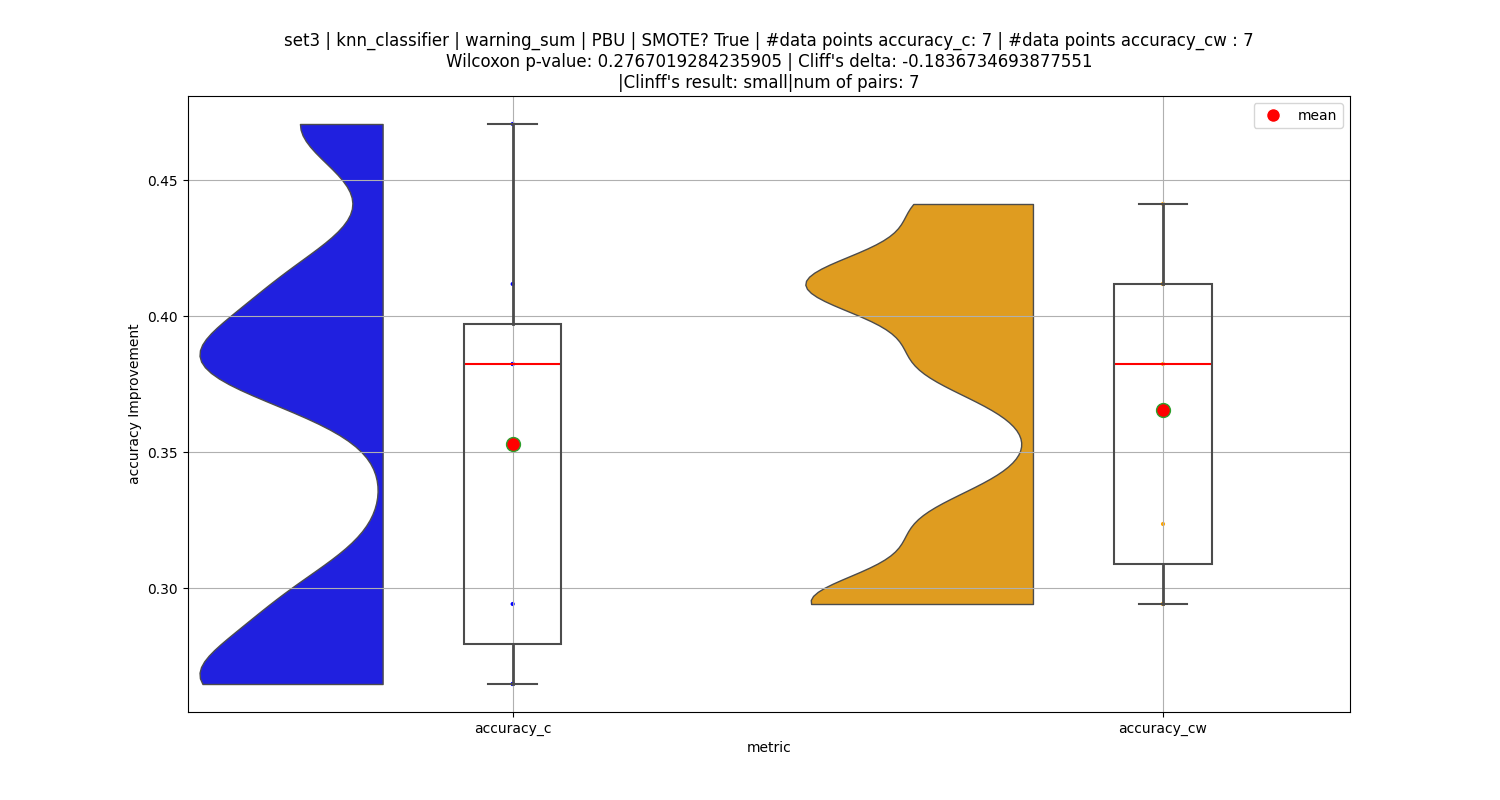 set3 | knn_classifier | warning_sum | PBU | SMOTE? True | #data points accuracy_c: 7 | #data points accuracy_cw : 7
Wilcoxon p-value: 0.2767019284235905 | Cliff's delta: -0.1836734693877551
|Clinff's result: small|num of pairs: 7
mean
0.45
0.40
0.35
0.30
accuracy Improvement
accuracy_c
accuracy_cw
metric